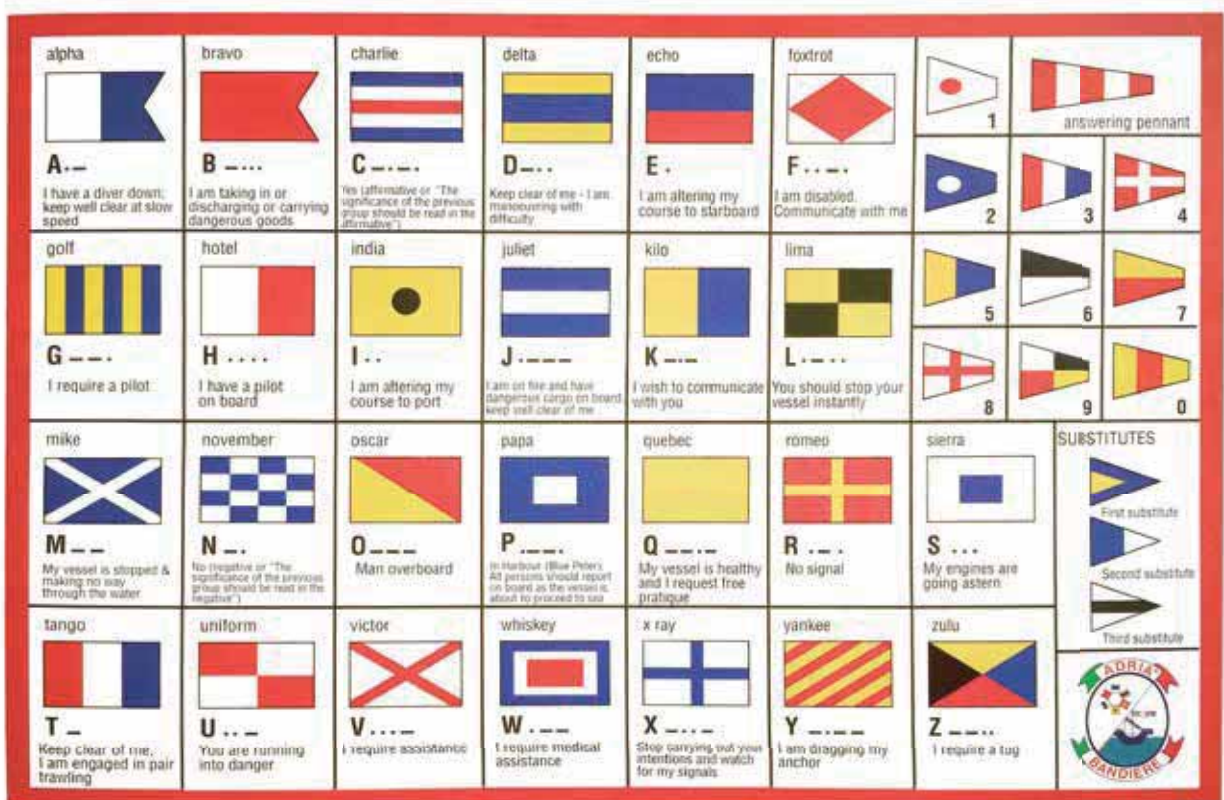 alpha
A . –
I have a diver down;
keep well clear at slow
speed
bravo
B – . . .
I am taking in or
discharging or carrying
dangerous goods
charlie
C – . – .
Yes (affirmative or "The
significance of the previous
group should be read in the
affirmative")
delta
D – . .
Keep clear of me - I am
manoeuvring with
difficulty
echo
E .
I am altering my
course to starboard
foxtrot
F . . – .
I am disabled.
Communicate with me
1
answering pennant
2
3
4
golf
G – – .
I require a pilot
hotel
H . . . .
I have a pilot
on board
india
I . .
I am altering my
course to port
juliet
J . – – –
I am on fire and have
dangerous cargo on board
keep well clear of me
kilo
K – . –
I wish to communicate
with you
lima
L . – . .
You should stop your
vessel instantly
5
6
7
8
9
0
mike
M – –
My vessel is stopped &
making no way
through the water
november
N – .
No (negative or "The
significance of the previous
group should be read in the
negative")
oscar
O – – –
Man overboard
papa
P . – – .
In Harbour (Blue Peter)
All persons should report
on board as the vessel is
about to proceed to sea
quebec
Q – – . –
My vessel is healthy
and I request free
pratique
romeo
R . – .
No signal
sierra
S . . .
My engines are
going astern
SUBSTITUTES
First substitute
Second substitute
Third substitute
tango
T –
Keep clear of me,
I am engaged in pair
trawling
uniform
U . . –
You are running
into danger
victor
V . . . –
I require assistance
whiskey
W . – –
I require medical
assistance
x ray
X – . . –
Stop carrying out your
intentions and watch
for my signals
yankee
Y – . – –
I am dragging my
anchor
zulu
Z – – . .
I require a tug
ADRIA
BANDIERE